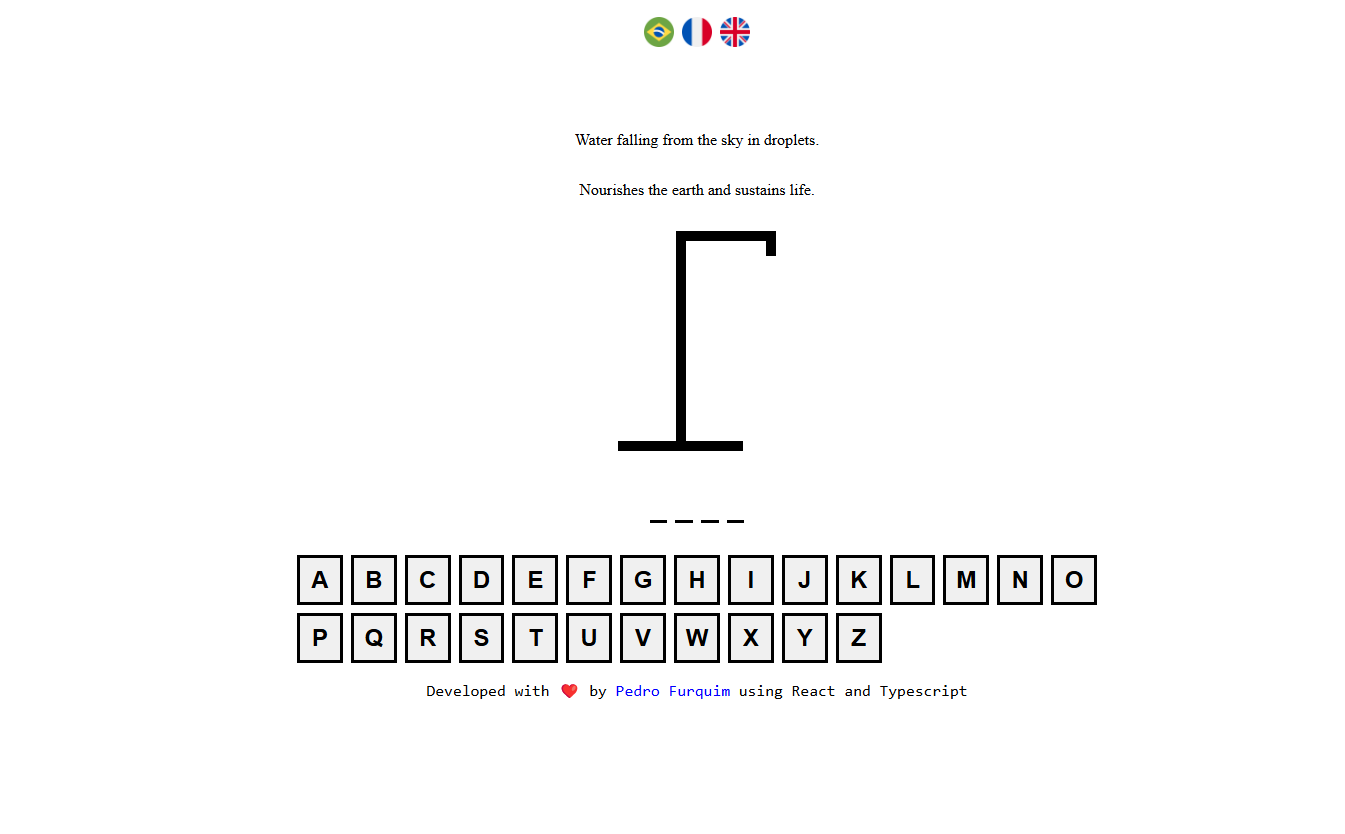 Water falling from the sky in droplets.
Nourishes the earth and sustains life.
A B C D E F G H I J K L M N O
P Q R S T U V W X Y Z
Developed with ❤️ by Pedro Furquim using React and Typescript